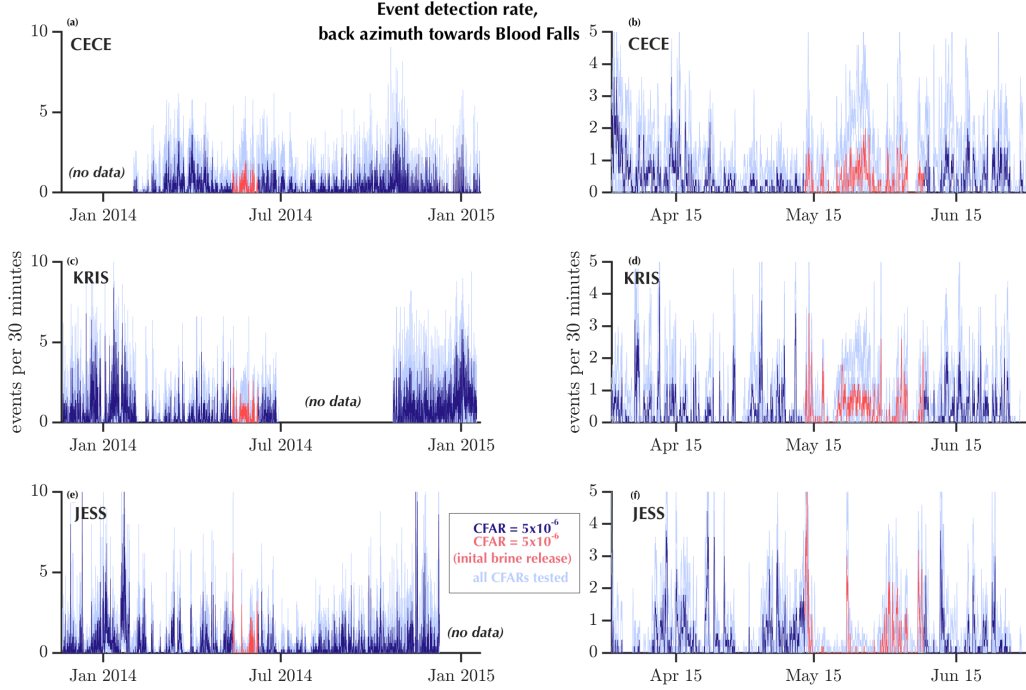 Event detection rate,
back azimuth towards Blood Falls
(a)
CECE
10
5
0
(no data)
Jan 2014
Jul 2014
Jan 2015
(b)
CECE
5
4
3
2
1
0
Apr 15
May 15
Jun 15
(c)
KRIS
10
5
0
events per 30 minutes
(no data)
Jan 2014
Jul 2014
Jan 2015
(d)
KRIS
5
4
3
2
1
0
events per 30 minutes
Apr 15
May 15
Jun 15
(e)
JESS
10
5
0
(no data)
Jan 2014
Jul 2014
Jan 2015
CFAR = 5x10⁻⁶
CFAR = 5x10⁻⁶
(inital brine release)
all CFARs tested
(f)
JESS
5
4
3
2
1
0
Apr 15
May 15
Jun 15